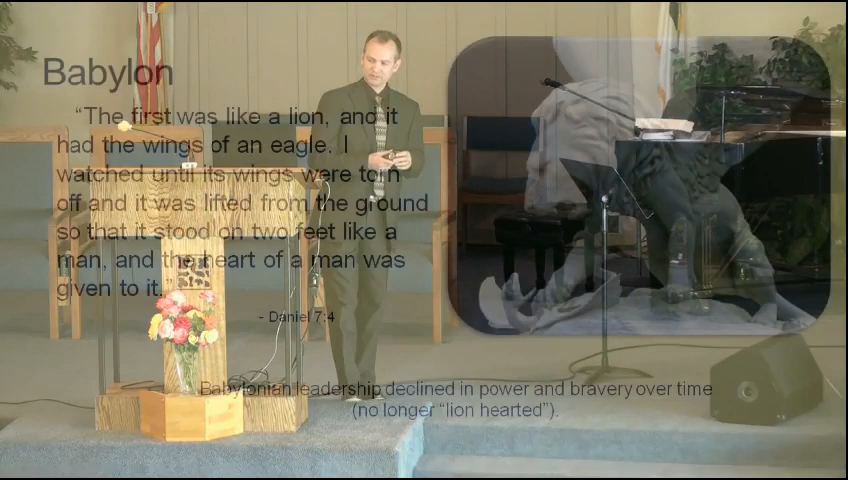 Babylon
“The first was like a lion, and it
had the wings of an eagle. I
watched until its wings were torn
off and it was lifted from the ground
so that it stood on two feet like a
man, and the heart of a man was
given to it.”
- Daniel 7:4
Babylonian leadership declined in power and bravery over time
(no longer “lion hearted”).